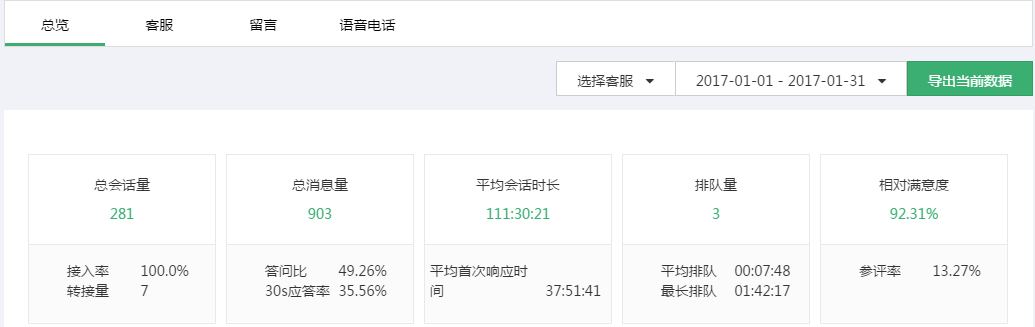 总览 客服 留言 语音电话
选择客服 2017-01-01 - 2017-01-31 导出当前数据
总会话量 总消息量 平均会话时长 排队量 相对满意度
281 903 111:30:21 3 92.31%
接入率 100.0% 答问比 49.26% 平均首次响应时 平均排队 00:07:48 参评率 13.27%
转接量 7 30s应答率 35.56% 间 37:51:41 最长排队 01:42:17